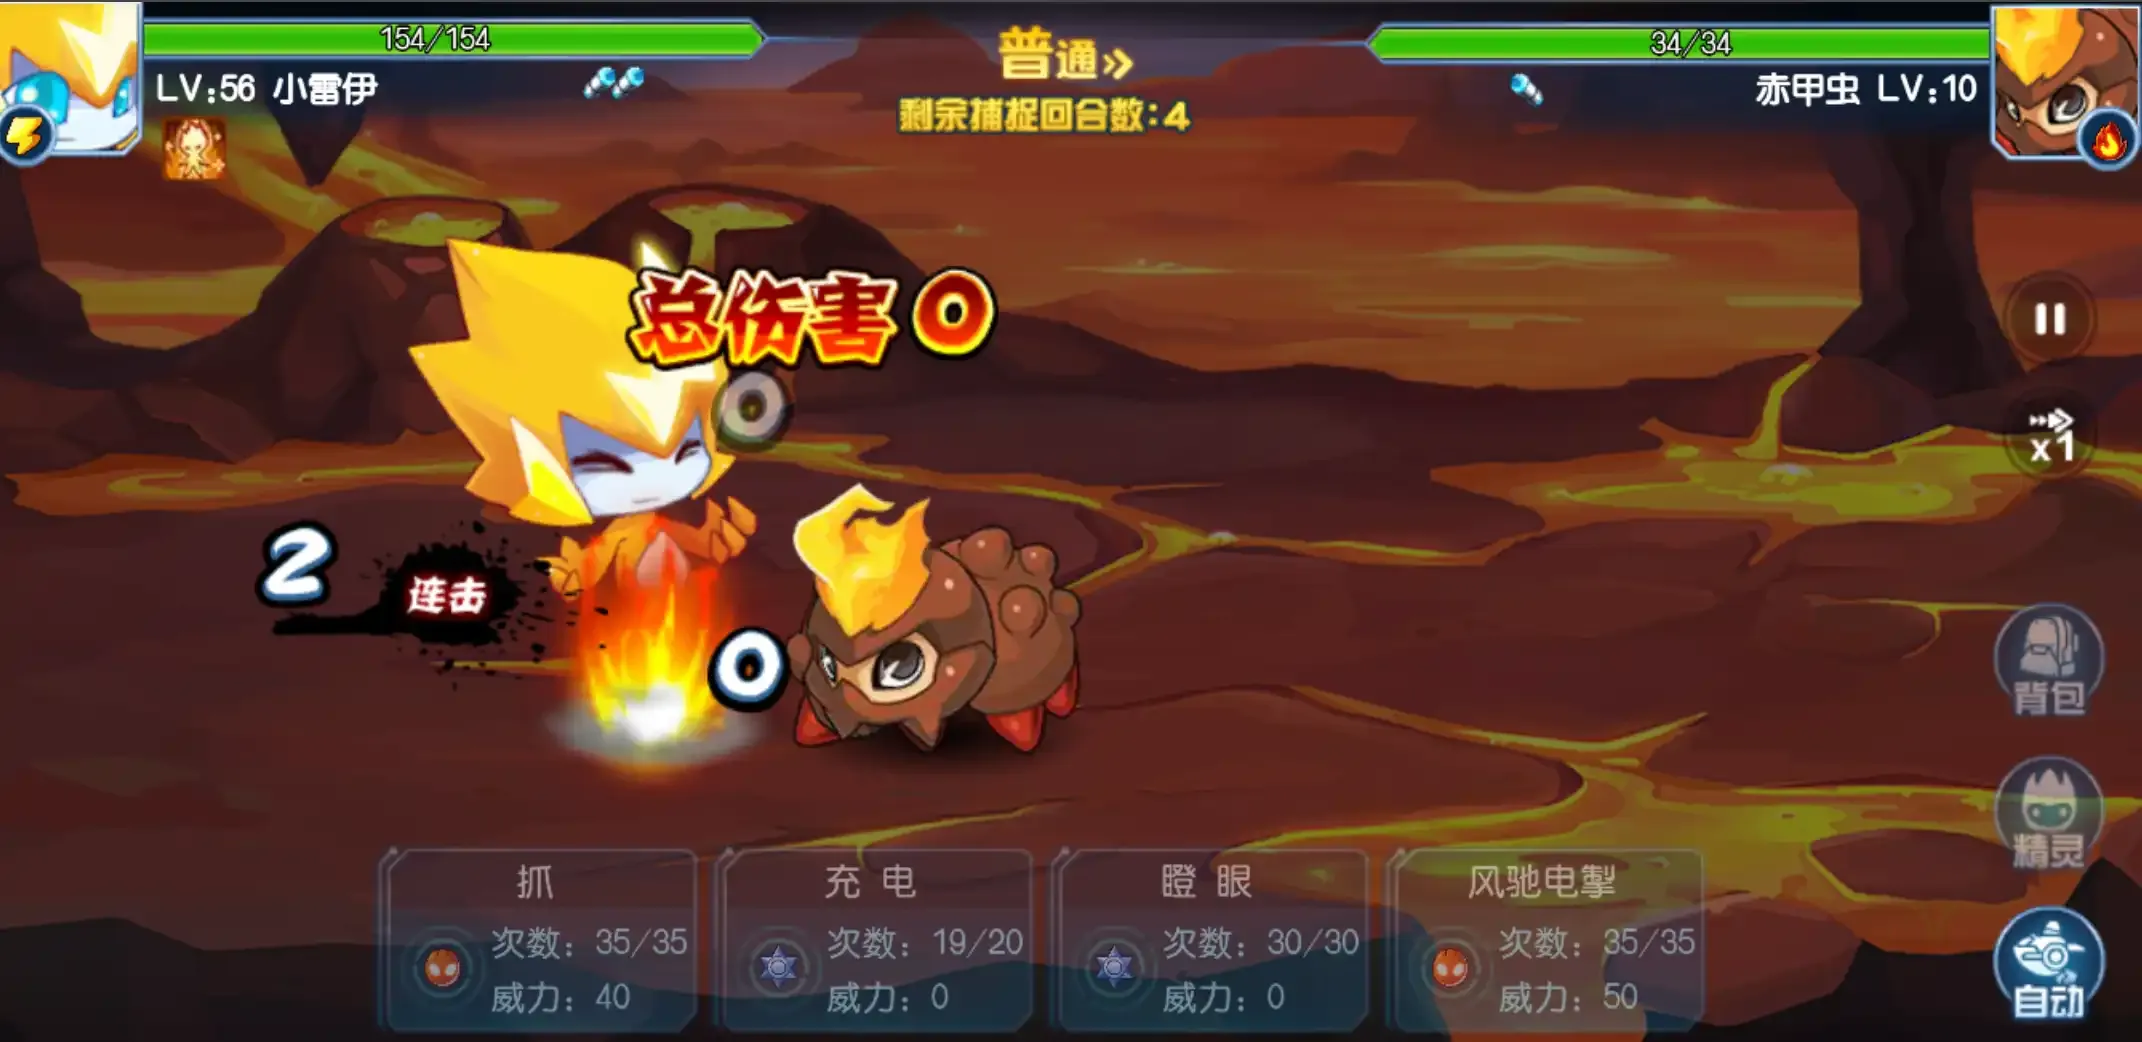 154/154
34/34
普通
LV:56 小雷伊
赤甲虫 LV:10
剩余捕捉回合数:4
总伤害 0
0
x1
2 连击
0
背包
精灵
抓
次数: 35/35
威力: 40
充 电
次数: 19/20
威力: 0
瞪 眼
次数: 30/30
威力: 0
风驰电掣
次数: 35/35
威力: 50
自动